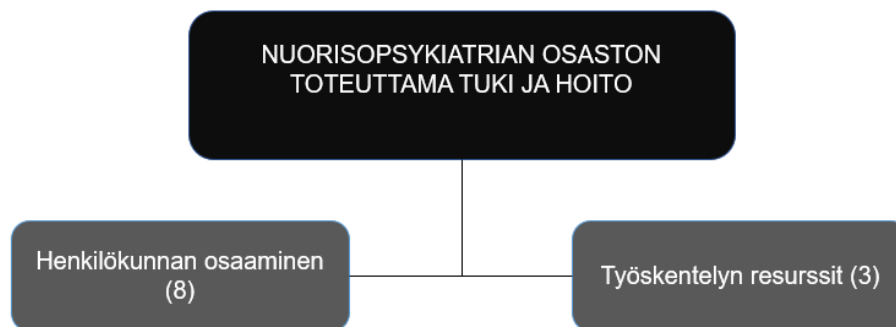 NUORISOPSYKIATRIAN OSASTON
TOTEUTTAMA TUKI JA HOITO
Henkilökunnan osaaminen
(8)
Työskentelyn resurssit (3)